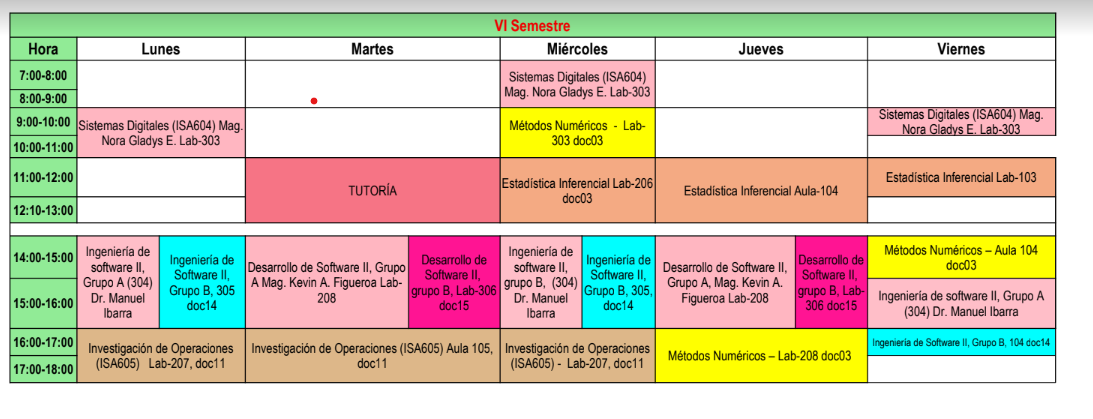 VI Semestre
Hora
Lunes
Martes
Miércoles
Jueves
Viernes
7:00-8:00
Sistemas Digitales (ISA604)
Mag. Nora Gladys E. Lab-303
8:00-9:00
9:00-10:00
Sistemas Digitales (ISA604) Mag.
Nora Gladys E. Lab-303
Métodos Numéricos - Lab-
303 doc03
Sistemas Digitales (ISA604) Mag.
Nora Gladys E. Lab-303
10:00-11:00
11:00-12:00
TUTORÍA
Estadística Inferencial Lab-206
doc03
Estadística Inferencial Aula-104
Estadística Inferencial Lab-103
12:10-13:00
14:00-15:00
Ingeniería de
software II,
Grupo A (304)
Dr. Manuel
Ibarra
Ingeniería de
Software II,
Grupo B, 305
doc14
Desarrollo de Software II, Grupo
A Mag. Kevin A. Figueroa Lab-
208
Desarrollo de
Software II,
grupo B, Lab-306
doc15
Ingeniería de
software II,
grupo B, (304)
Dr. Manuel
Ibarra
Ingeniería de
Software II,
Grupo B, 305,
doc14
Desarrollo de Software II,
Grupo A, Mag. Kevin A.
Figueroa Lab-208
Desarrollo de
Software II,
grupo B, Lab-
306 doc15
Métodos Numéricos – Aula 104
doc03
15:00-16:00
Ingeniería de software II, Grupo A
(304) Dr. Manuel Ibarra
16:00-17:00
Investigación de Operaciones
(ISA605) Lab-207, doc11
Investigación de Operaciones (ISA605) Aula 105,
doc11
Investigación de Operaciones
(ISA605) - Lab-207, doc11
Métodos Numéricos – Lab-208 doc03
Ingeniería de Software II, Grupo B, 104 doc14
17:00-18:00